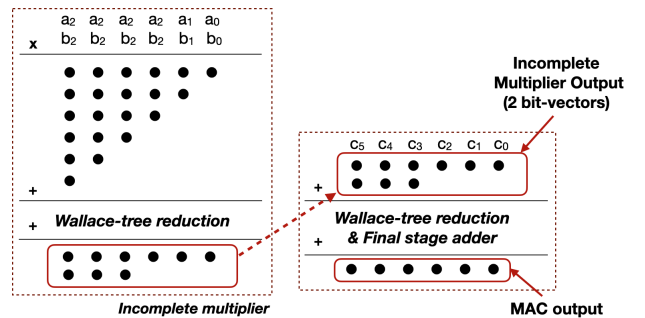 a₂ a₂ a₂ a₂ a₁ a₀
x b₂ b₂ b₂ b₂ b₁ b₀
+
+ Wallace-tree reduction
Incomplete multiplier
Incomplete
Multiplier Output
(2 bit-vectors)
C₅ C₄ C₃ C₂ C₁ C₀
+
Wallace-tree reduction
+ & Final stage adder
MAC output